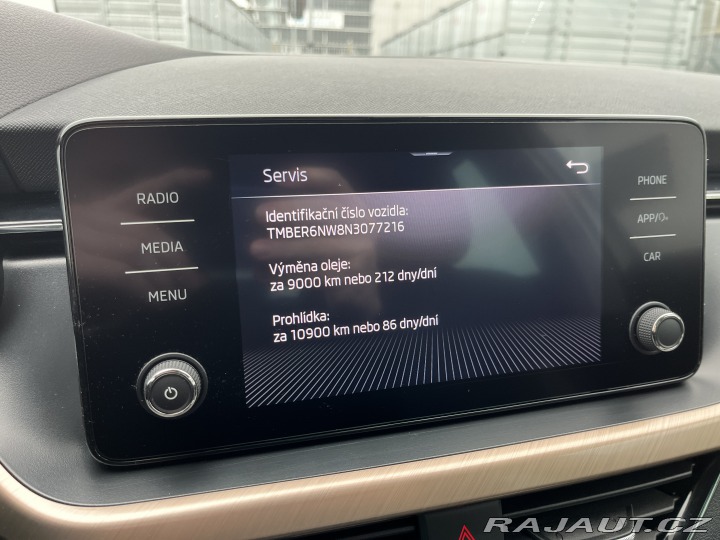 Servis
RADIO
MEDIA
MENU
Identifikační číslo vozidla:
TMBER6NW8N3077216
Výměna oleje:
za 9000 km nebo 212 dny/dní
Prohlídka:
za 10900 km nebo 86 dny/dní
PHONE
APP/
CAR
RAJAUT.CZ